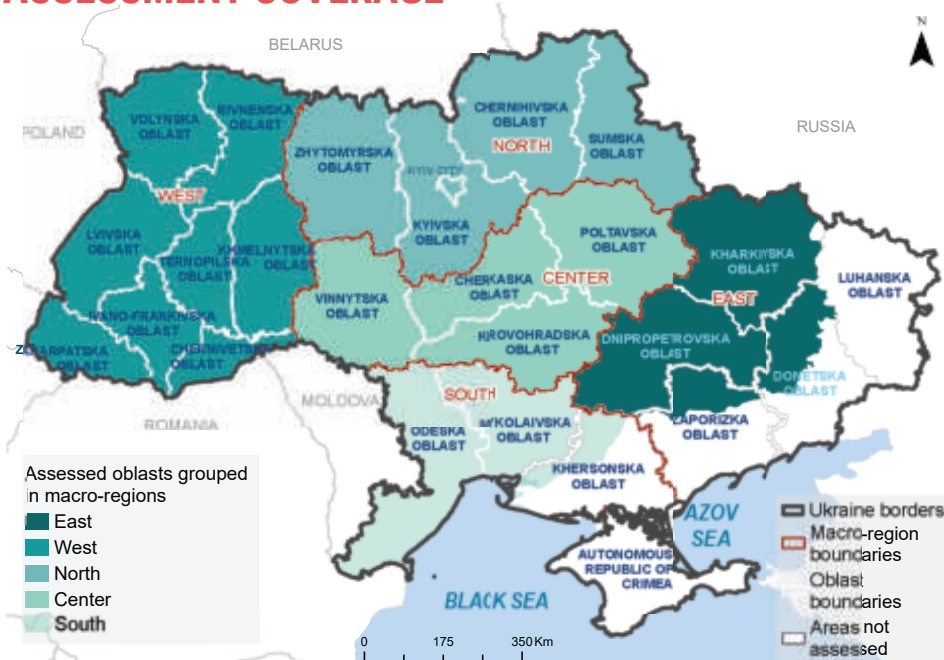 ASSESSMENT COVERAGE
N
BELARUS
POLAND
RUSSIA
VOLYNSKA
OBLAST
RIVNENSKA
OBLAST
ZHYTOMYRSKA
OBLAST
KYIV CITY
CHERNIHIVSKA
OBLAST
NORTH
SUMSKA
OBLAST
WEST
LVIVSKA
OBLAST
TERNOPILSKA
OBLAST
KHMELNYTSKA
OBLAST
KYIVSKA
OBLAST
POLTAVSKA
OBLAST
KHARKIVSKA
OBLAST
LUHANSKA
OBLAST
VINNYTSKA
OBLAST
CHERKASKA
OBLAST
CENTER
EAST
IVANO-FRANKIVSKA
OBLAST
ZAKARPATSKA
OBLAST
CHERNIVETSKA
OBLAST
KIROVOHRADSKA
OBLAST
DNIPROPETROVSKA
OBLAST
DONETSKA
OBLAST
MOLDOVA
SOUTH
ROMANIA
ODESKA
OBLAST
MYKOLAIVSKA
OBLAST
ZAPORIZKA
OBLAST
KHERSONSKA
OBLAST
AZOV
SEA
AUTONOMOUS
REPUBLIC OF
CRIMEA
BLACK SEA
Assessed oblasts grouped
in macro-regions
East
West
North
Center
South
Ukraine borders
Macro-region
boundaries
Oblast
boundaries
Areas not
assessed
0 175 350 Km